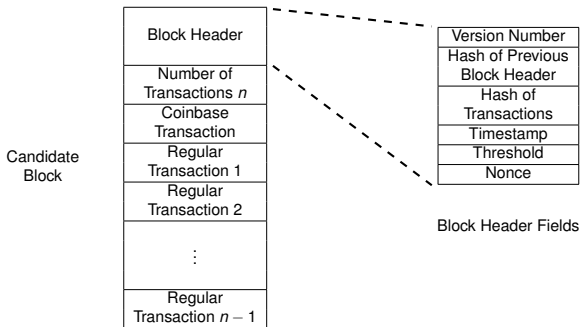 Candidate
Block
Block Header
Number of
Transactions n
Coinbase
Transaction
Regular
Transaction 1
Regular
Transaction 2
⋮
Regular
Transaction n − 1
Version Number
Hash of Previous
Block Header
Hash of
Transactions
Timestamp
Threshold
Nonce
Block Header Fields